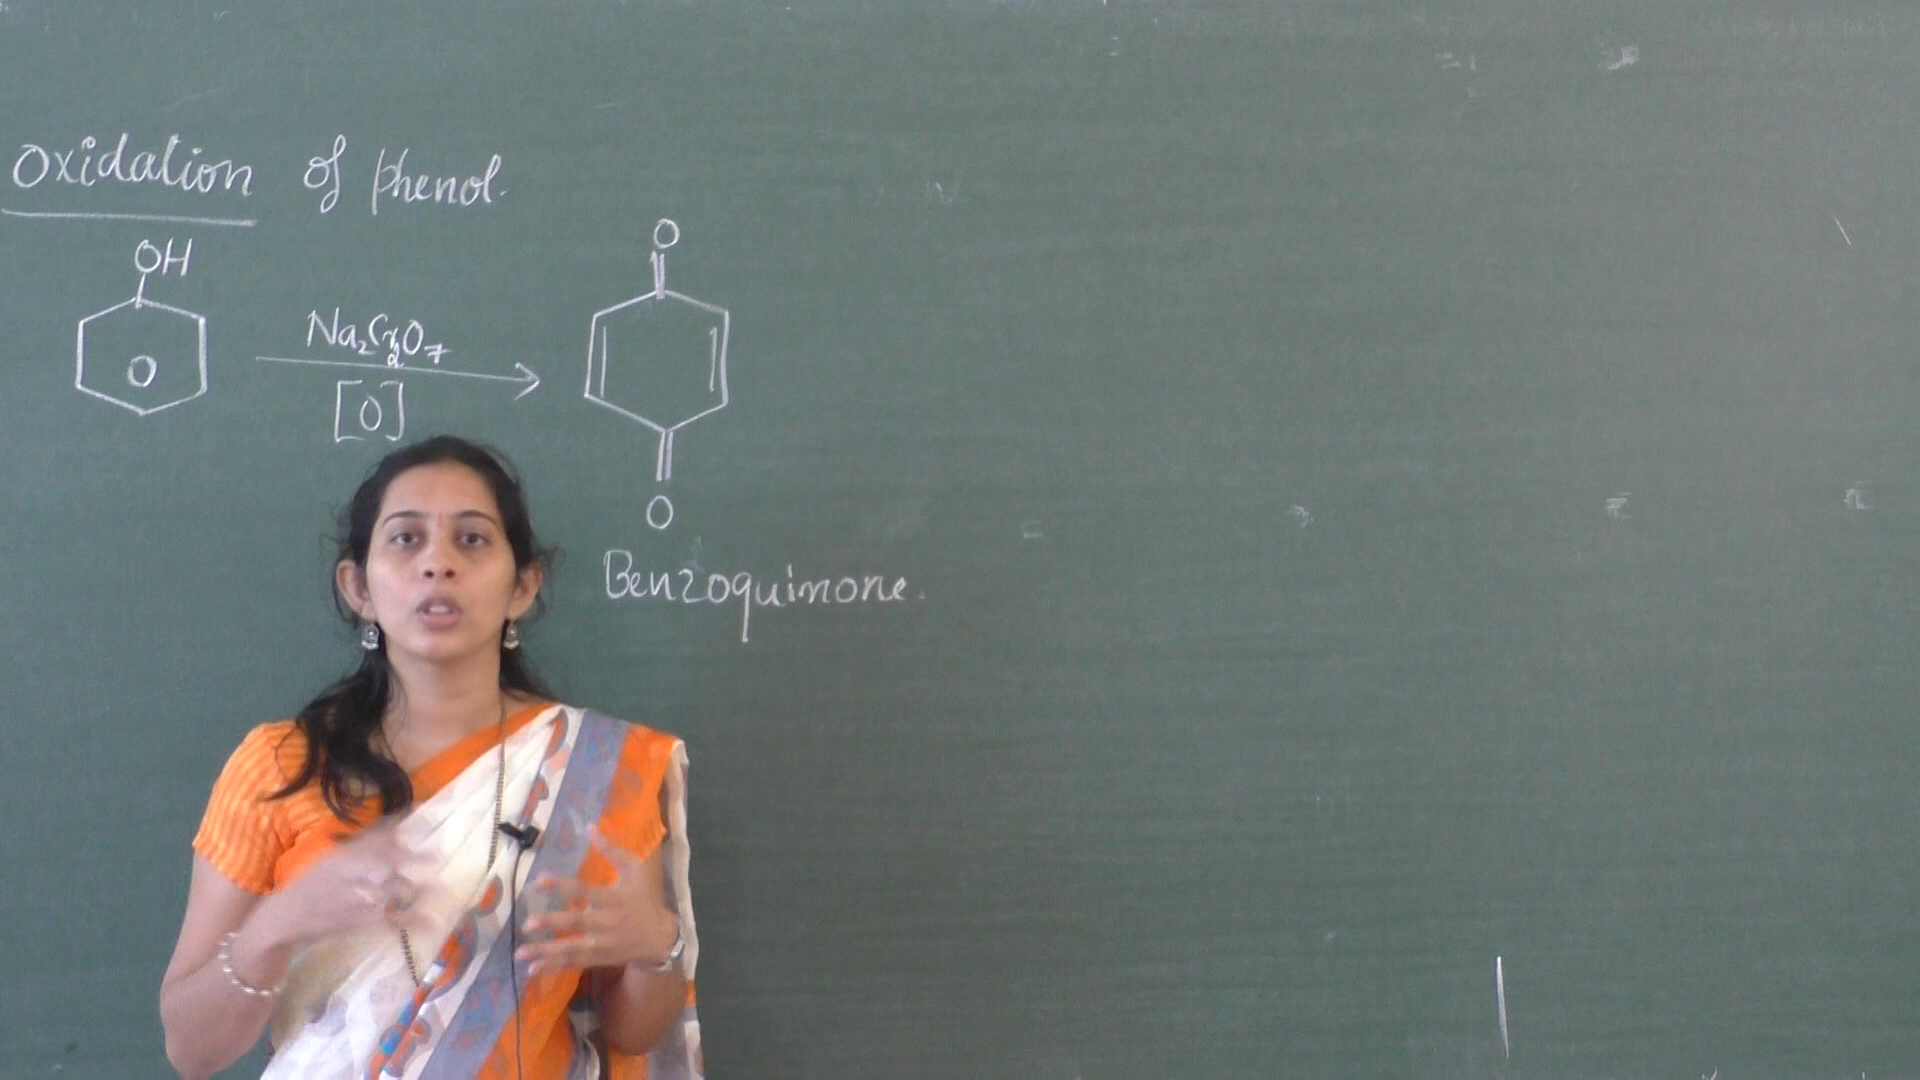 Oxidation of phenol.
OH
O
Na₂Cr₂O₇
[O]
O
O
Benzoquinone.